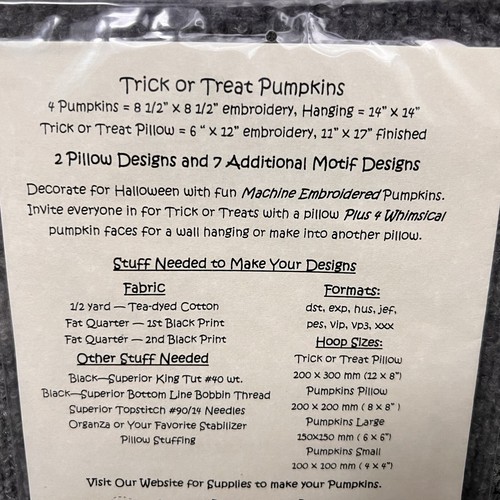 Trick or Treat Pumpkins
4 Pumpkins = 8 1/2" x 8 1/2" embroidery, Hanging = 14" x 14"
Trick or Treat Pillow = 6 " x 12" embroidery, 11" x 17" finished
2 Pillow Designs and 7 Additional Motif Designs
Decorate for Halloween with fun Machine Embroidered Pumpkins.
Invite everyone in for Trick or Treats with a pillow Plus 4 Whimsical
pumpkin faces for a wall hanging or make into another pillow.
Stuff Needed to Make Your Designs
Fabric
1/2 yard — Tea-dyed Cotton
Fat Quarter — 1st Black Print
Fat Quarter — 2nd Black Print
Other Stuff Needed
Black—Superior King Tut #40 wt.
Black—Superior Bottom Line Bobbin Thread
Superior Topstitch #90/14 Needles
Organza or Your Favorite Stabilizer
Pillow Stuffing
Formats:
dst, exp, hus, jef,
pes, vip, vp3, xxx
Hoop Sizes:
Trick or Treat Pillow
200 x 300 mm (12 x 8")
Pumpkins Pillow
200 x 200 mm ( 8 x 8" )
Pumpkins Large
150x150 mm ( 6 x 6")
Pumpkins Small
100 x 100 mm ( 4 x 4")
Visit Our Website for Supplies to make your Pumpkins.